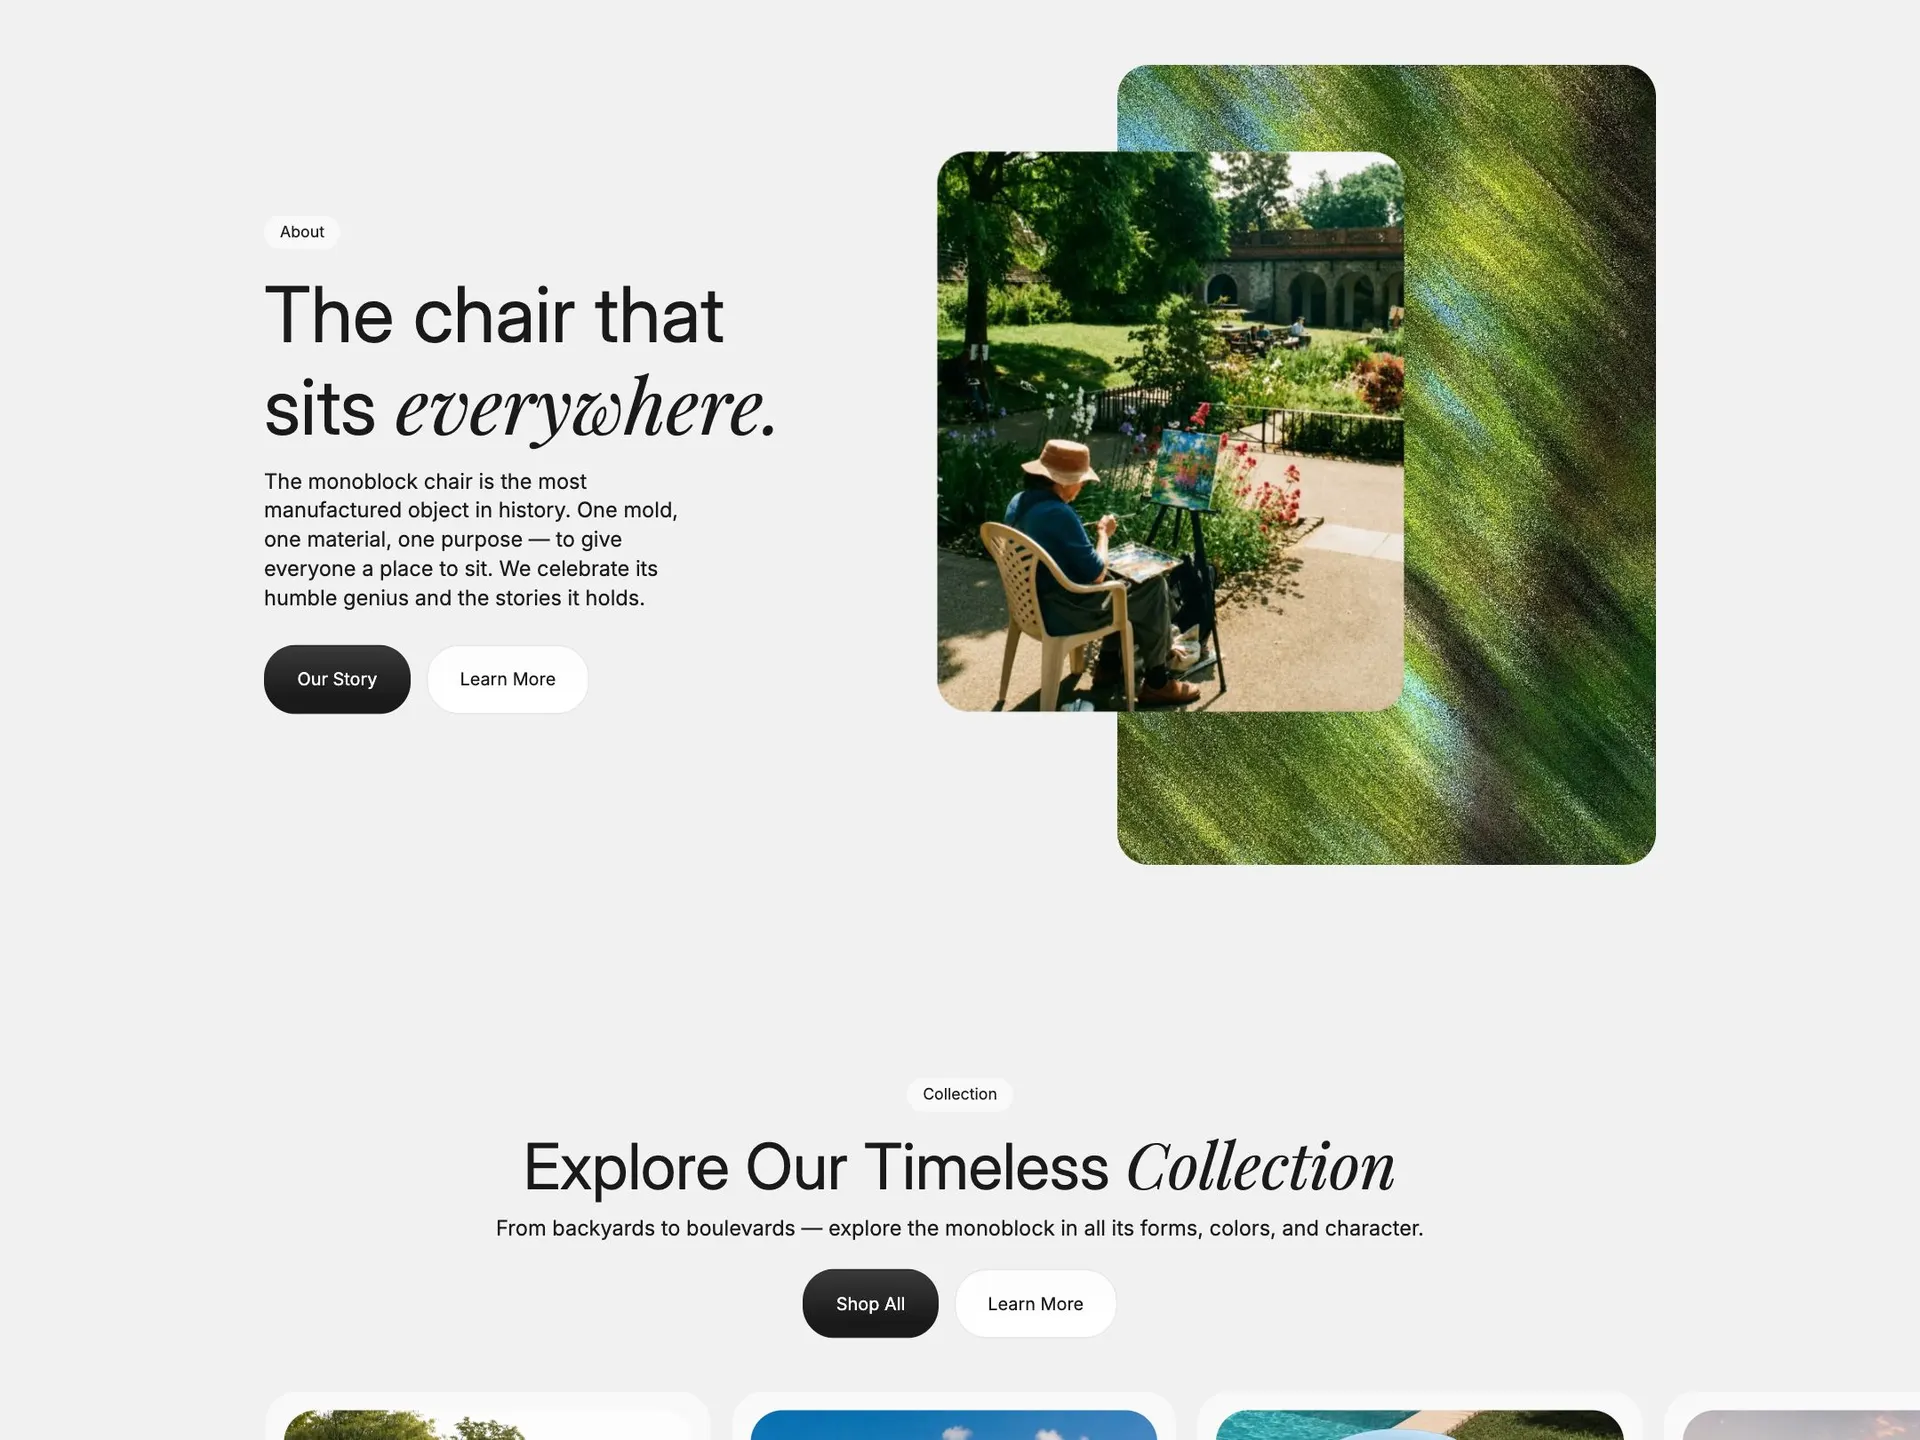 About
The chair that
sits everywhere.
The monoblock chair is the most
manufactured object in history. One mold,
one material, one purpose — to give
everyone a place to sit. We celebrate its
humble genius and the stories it holds.
Our Story
Learn More
Collection
Explore Our Timeless Collection
From backyards to boulevards — explore the monoblock in all its forms, colors, and character.
Shop All
Learn More